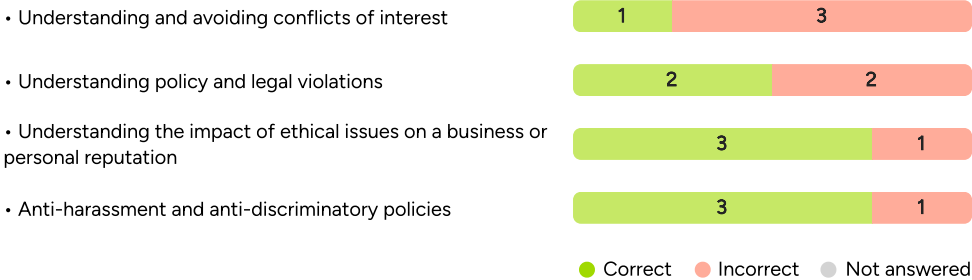 • Understanding and avoiding conflicts of interest
1 3
• Understanding policy and legal violations
2 2
• Understanding the impact of ethical issues on a business or
personal reputation
3 1
• Anti-harassment and anti-discriminatory policies
3 1
Correct Incorrect Not answered